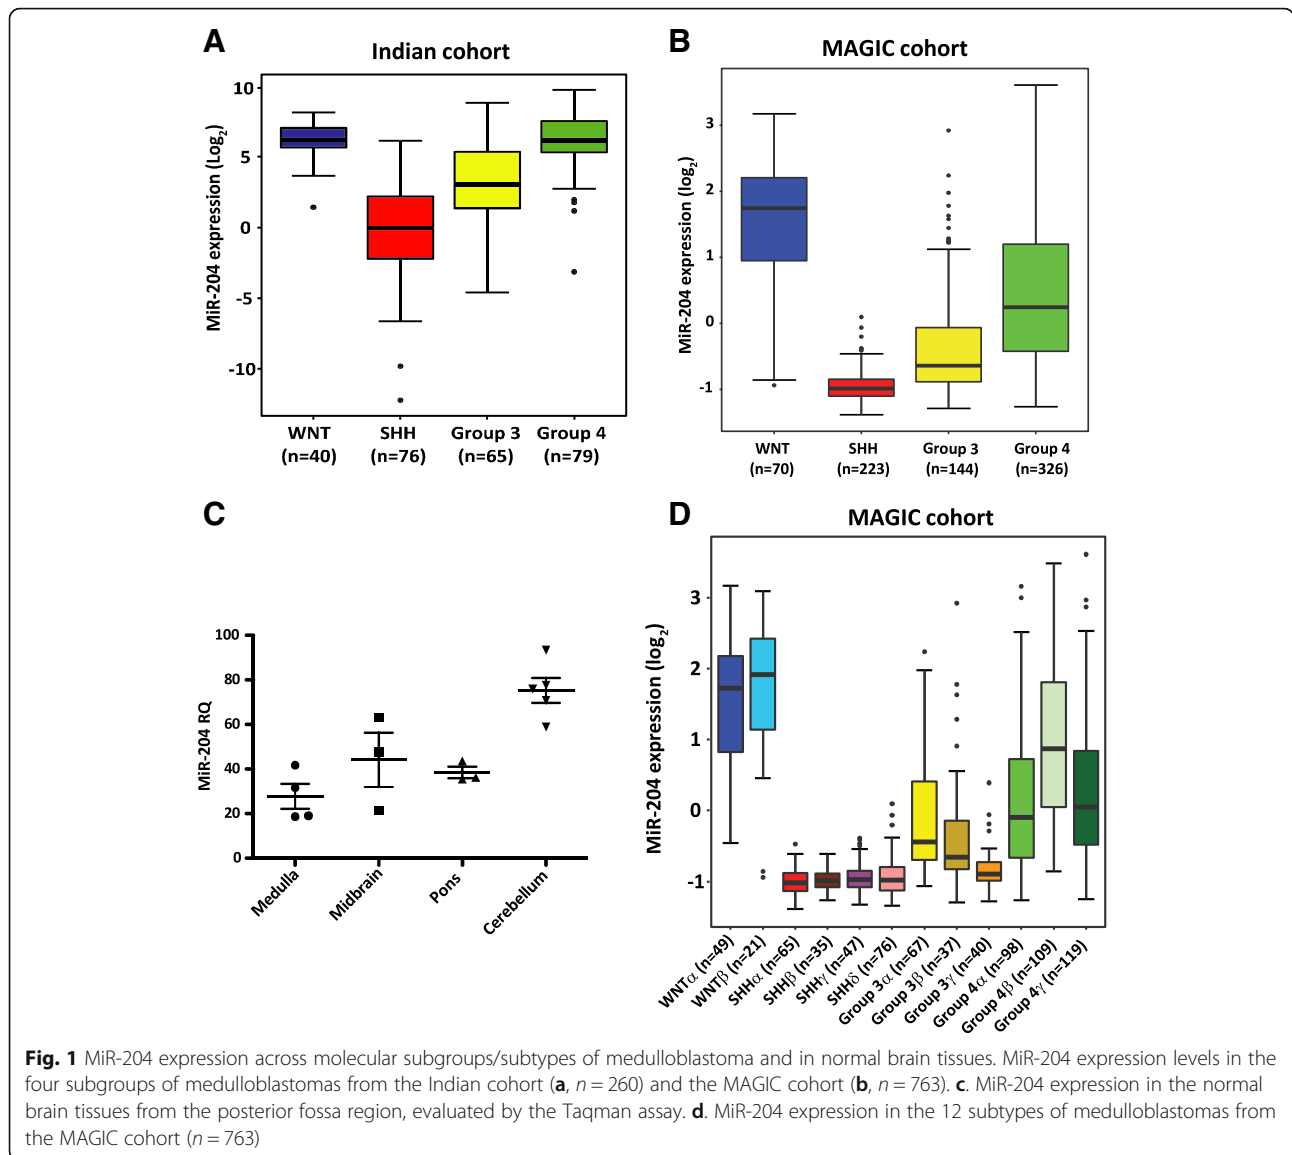 A
Indian cohort
MiR-204 expression (Log2)
10
5
0
-5
-10
WNT
(n=40)
SHH
(n=76)
Group 3
(n=65)
Group 4
(n=79)
B
MAGIC cohort
MiR-204 expression (log2)
3
2
1
0
-1
WNT
(n=70)
SHH
(n=223)
Group 3
(n=144)
Group 4
(n=326)
C
MiR-204 RQ
100
80
60
40
20
0
Medulla
Midbrain
Pons
Cerebellum
D
MAGIC cohort
MiR-204 expression (log2)
3
2
1
0
-1
WNTα (n=49)
WNTβ (n=21)
SHHα (n=65)
SHHβ (n=35)
SHHγ (n=47)
SHHδ (n=76)
Group 3α (n=67)
Group 3β (n=37)
Group 3γ (n=40)
Group 4α (n=98)
Group 4β (n=109)
Group 4γ (n=119)
Fig. 1 MiR-204 expression across molecular subgroups/subtypes of medulloblastoma and in normal brain tissues. MiR-204 expression levels in the
four subgroups of medulloblastomas from the Indian cohort (a, n = 260) and the MAGIC cohort (b, n = 763). c. MiR-204 expression in the normal
brain tissues from the posterior fossa region, evaluated by the Taqman assay. d. MiR-204 expression in the 12 subtypes of medulloblastomas from
the MAGIC cohort (n = 763)